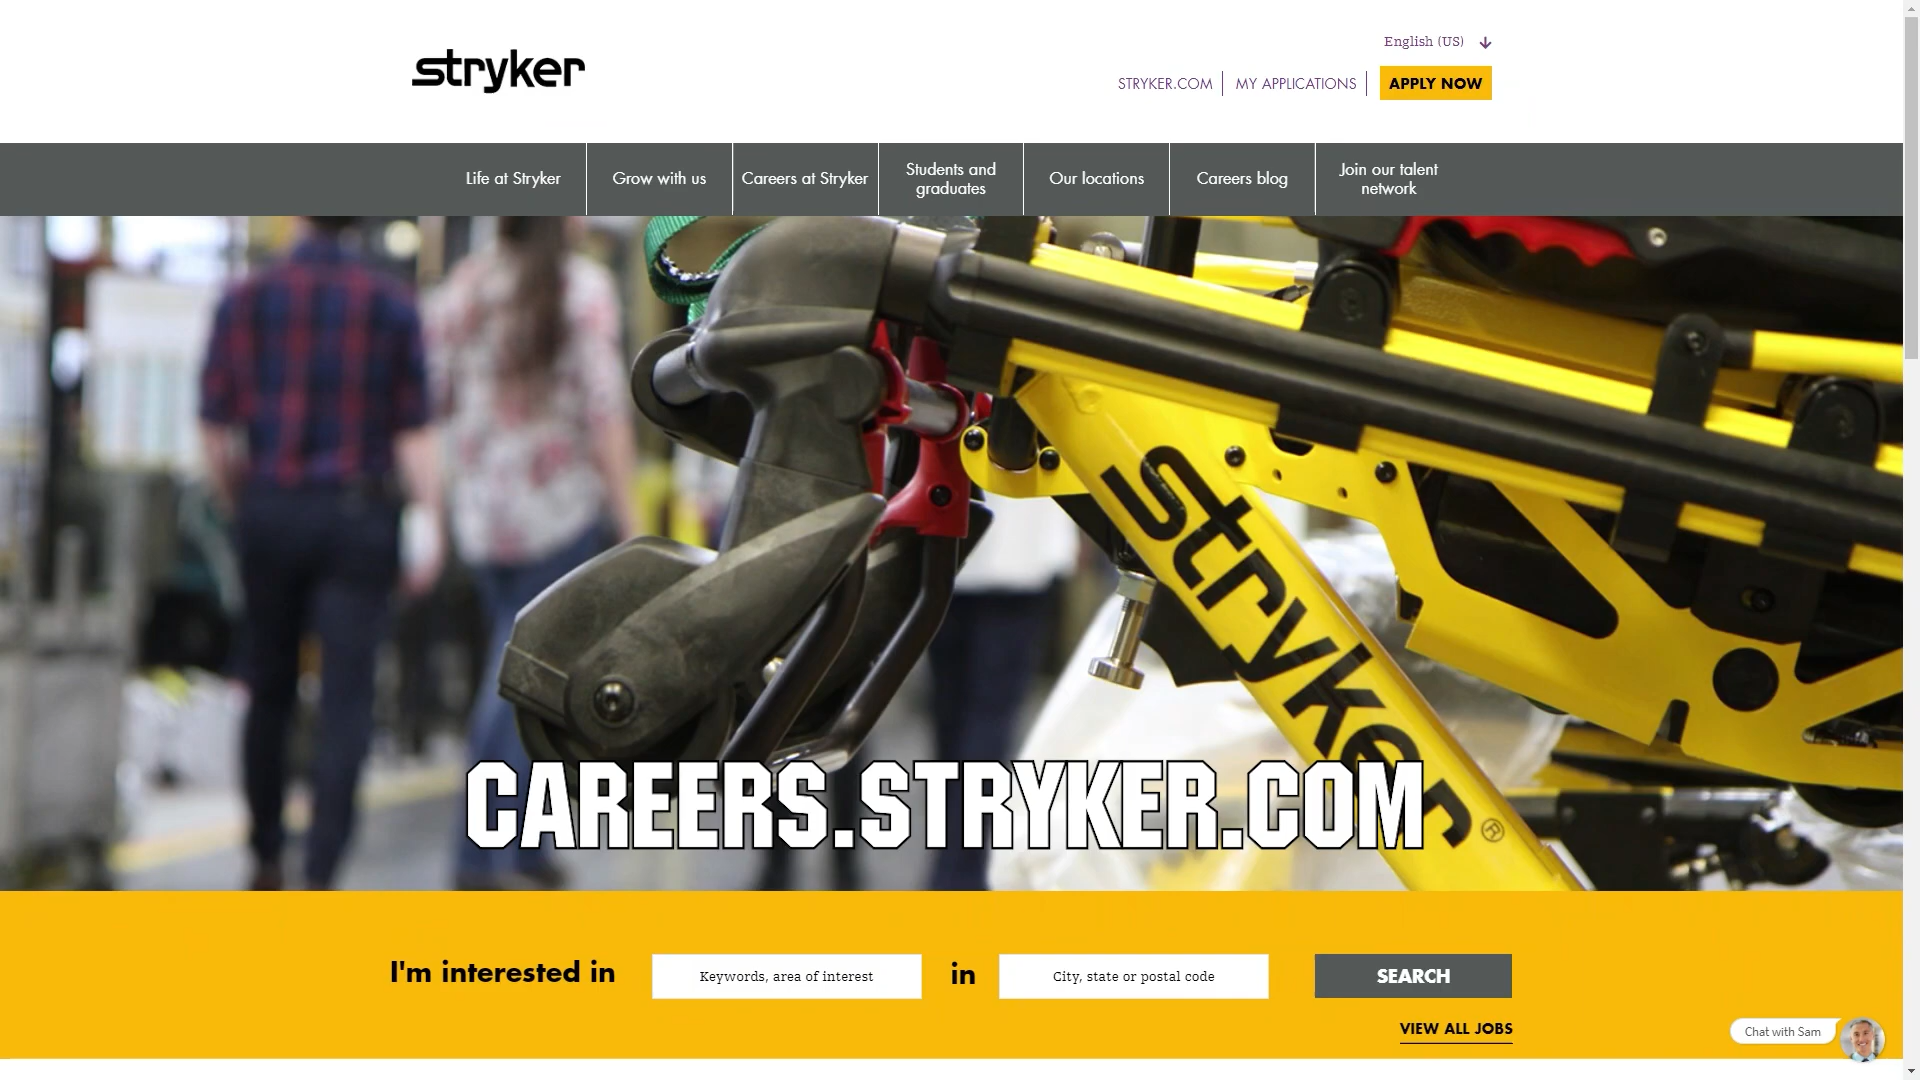 stryker
English (US)
STRYKER.COM
MY APPLICATIONS
APPLY NOW
Life at Stryker
Grow with us
Careers at Stryker
Students and
graduates
Our locations
Careers blog
Join our talent
network
stryker®
CAREERS.STRYKER.COM
I'm interested in
Keywords, area of interest
in
City, state or postal code
SEARCH
VIEW ALL JOBS
Chat with Sam